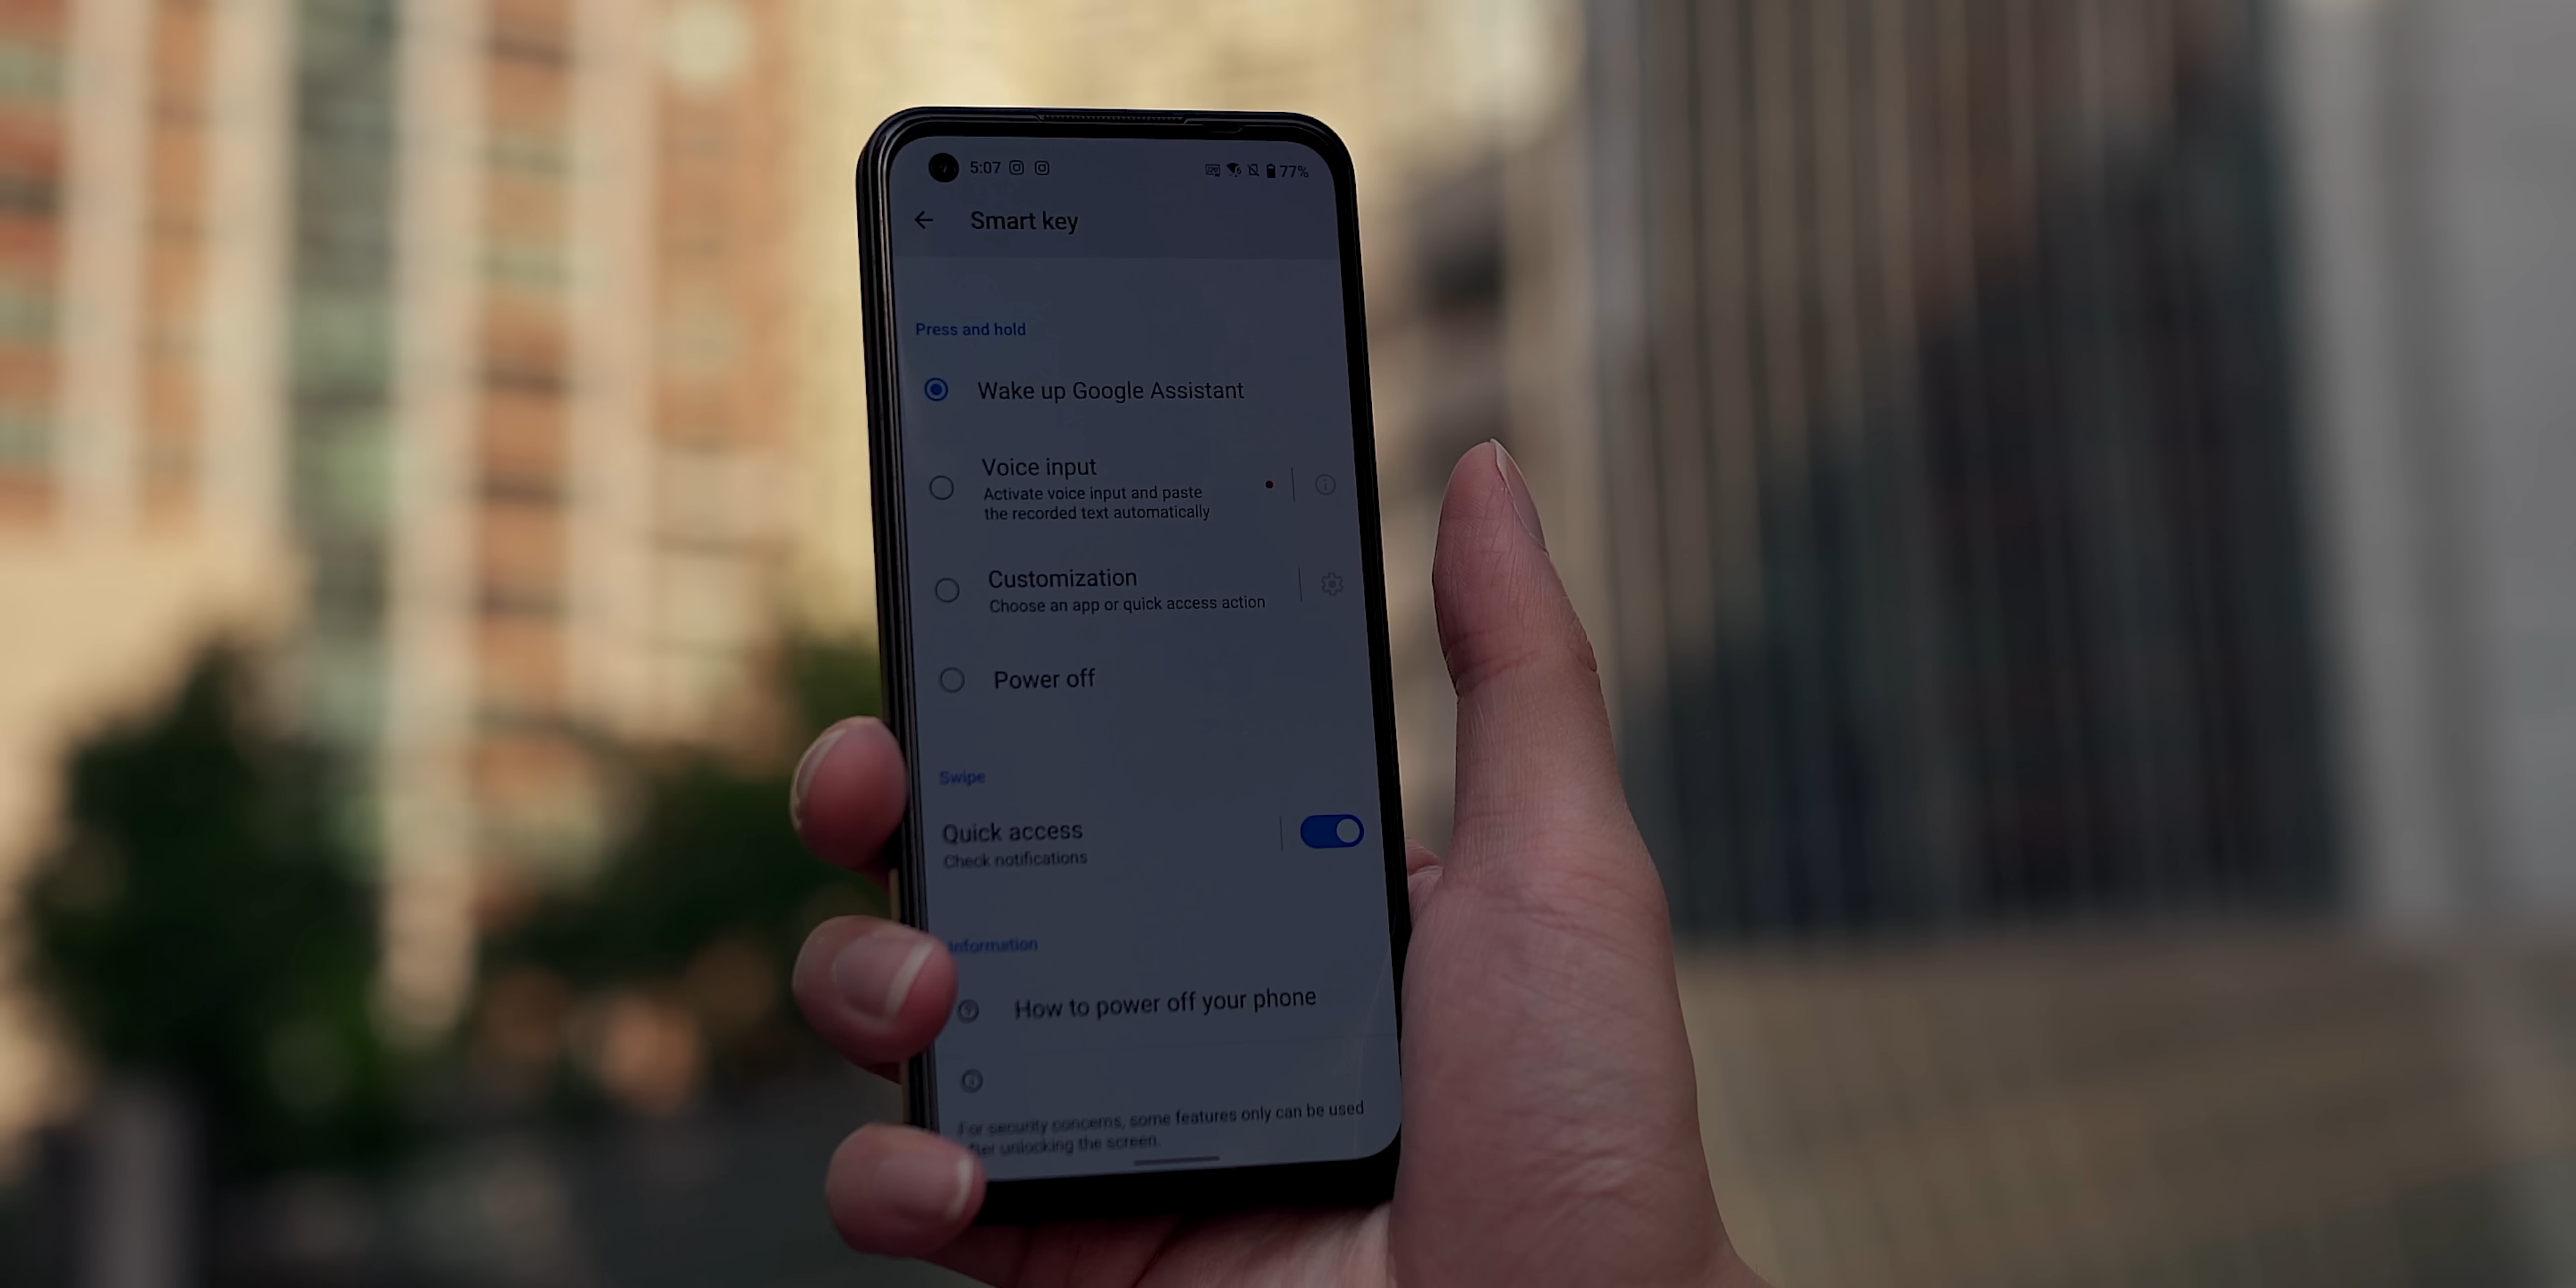 5:07
77%
Smart key
Press and hold
Wake up Google Assistant
Voice input
Activate voice input and paste
the recorded text automatically
Customization
Choose an app or quick access action
Power off
Swipe
Quick access
Check notifications
Information
How to power off your phone
For security concerns, some features only can be used
unlocking the screen.